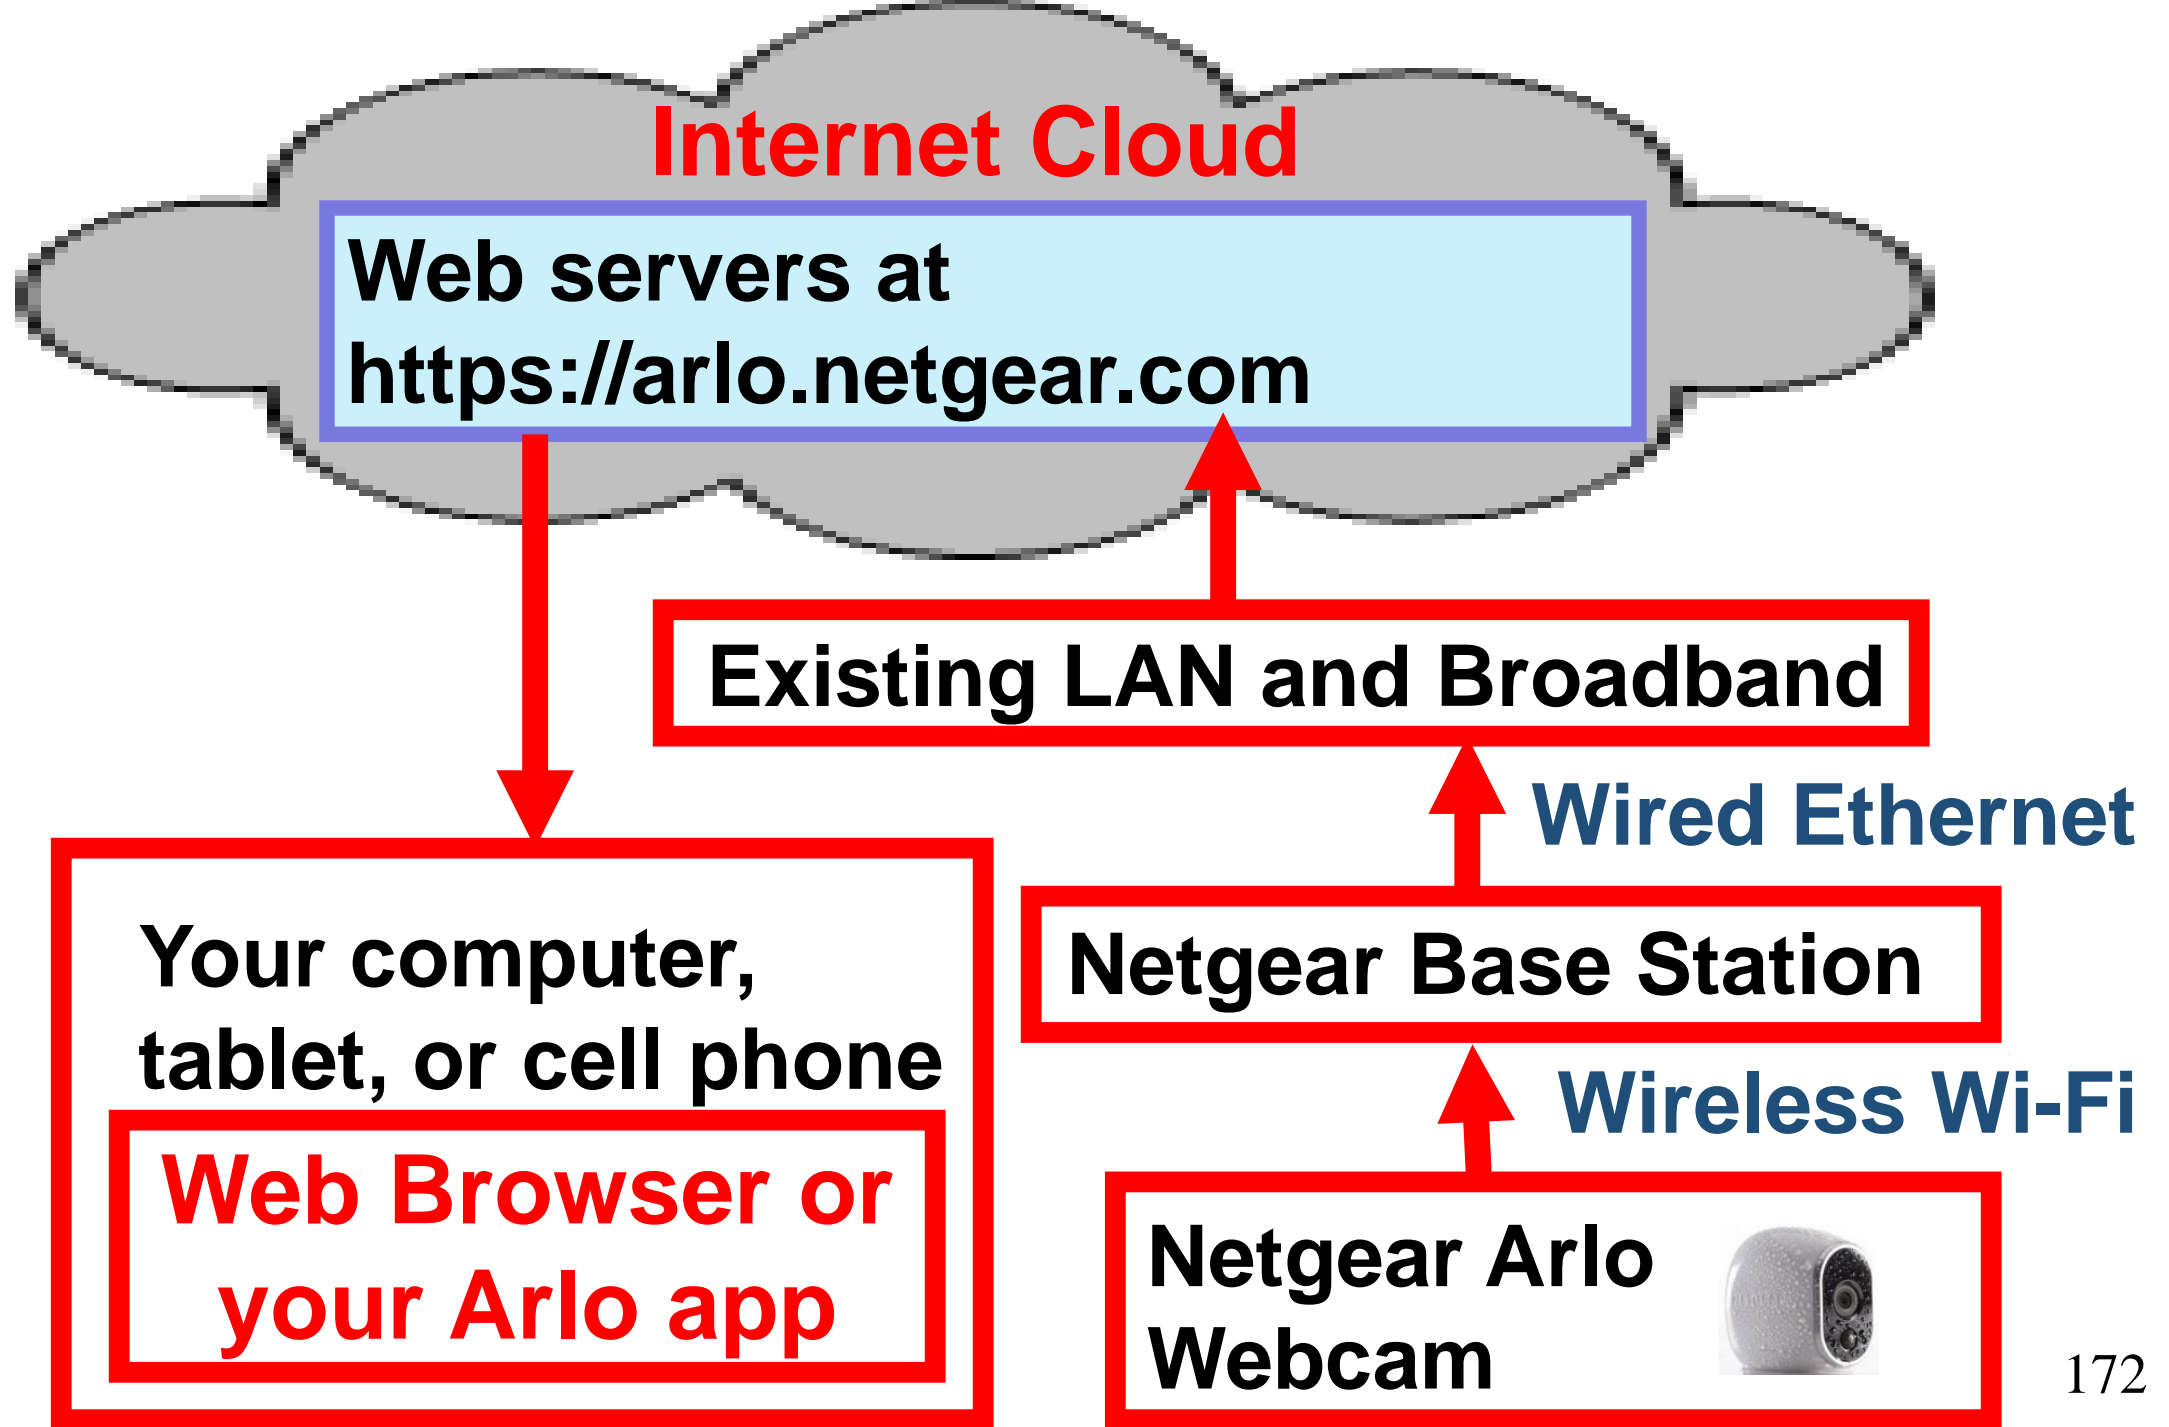 Internet Cloud
Web servers at
https://arlo.netgear.com
Existing LAN and Broadband
Wired Ethernet
Netgear Base Station
Wireless Wi-Fi
Netgear Arlo
Webcam
Your computer,
tablet, or cell phone
Web Browser or
your Arlo app
172